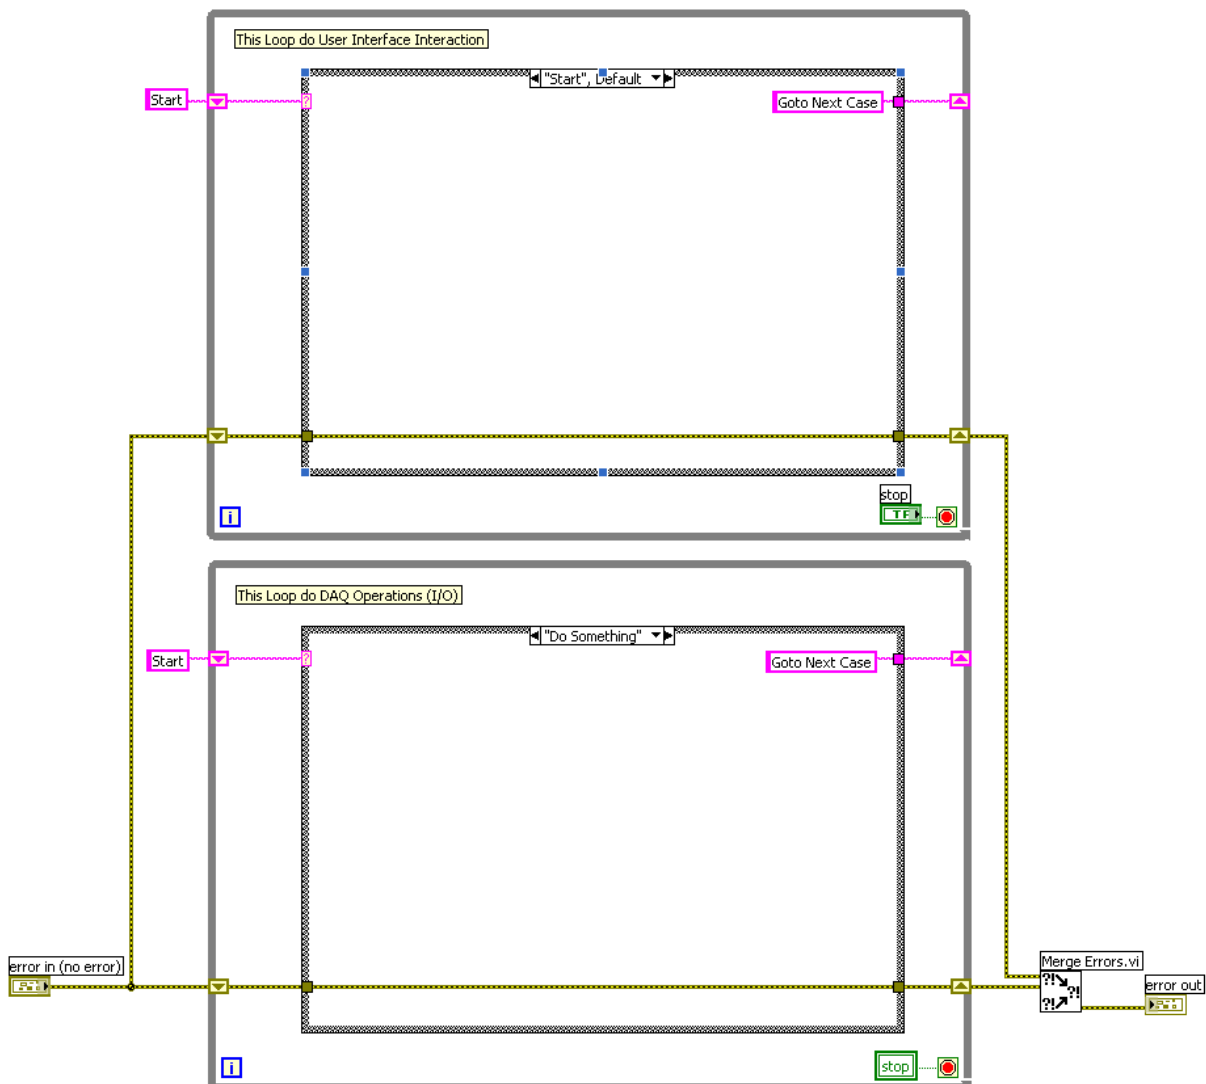 This Loop do User Interface Interaction
"Start", Default
Start
?
Goto Next Case
stop
TF
i
This Loop do DAQ Operations (I/O)
"Do Something"
Start
?
Goto Next Case
error in (no error)
Merge Errors.vi
?!
?!
?!
error out
i
stop